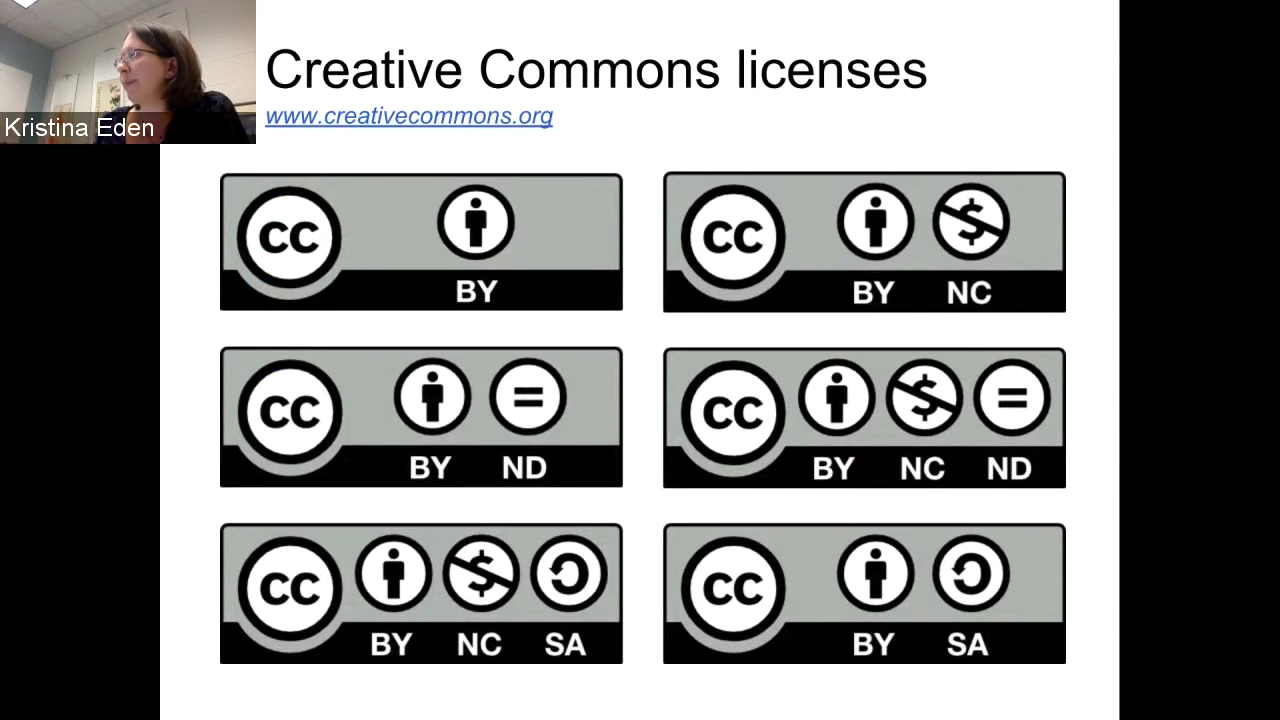 Kristina Eden
Creative Commons licenses
www.creativecommons.org
CC BY
CC BY NC
CC BY ND
CC BY NC ND
CC BY NC SA
CC BY SA